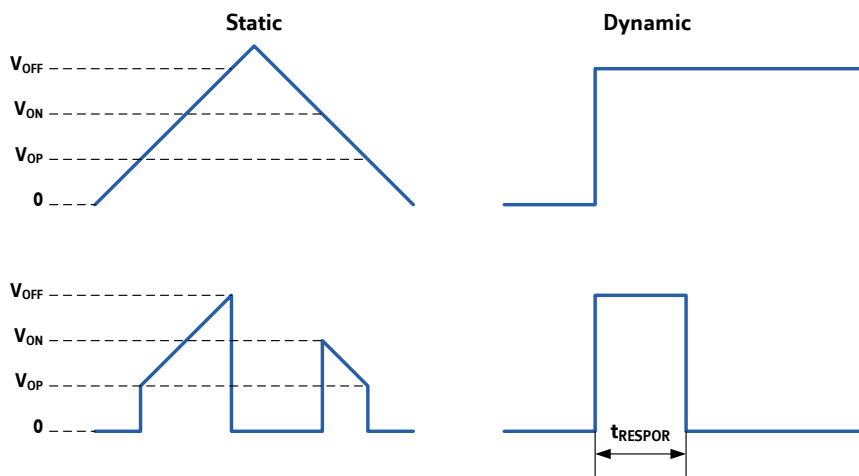 Static
Dynamic
VOFF
VON
VOP
0
VOFF
VON
VOP
0
tRESPOR